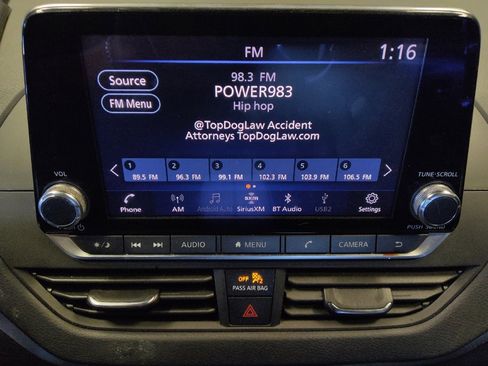 FM
1:16
Source
98.3 FM
FM Menu
POWER983
Hip hop
@TopDogLaw Accident
Attorneys TopDogLaw.com
1 2 3 4 5 6
89.5 FM 96.3 FM 99.1 FM 102.3 FM 103.9 FM 106.5 FM
VOL
TUNE·SCROLL
Phone AM Android Auto SiriusXM BT Audio USB2 Settings
PUSH SOUND
AUDIO MENU CAMERA
OFF 2
PASS AIR BAG